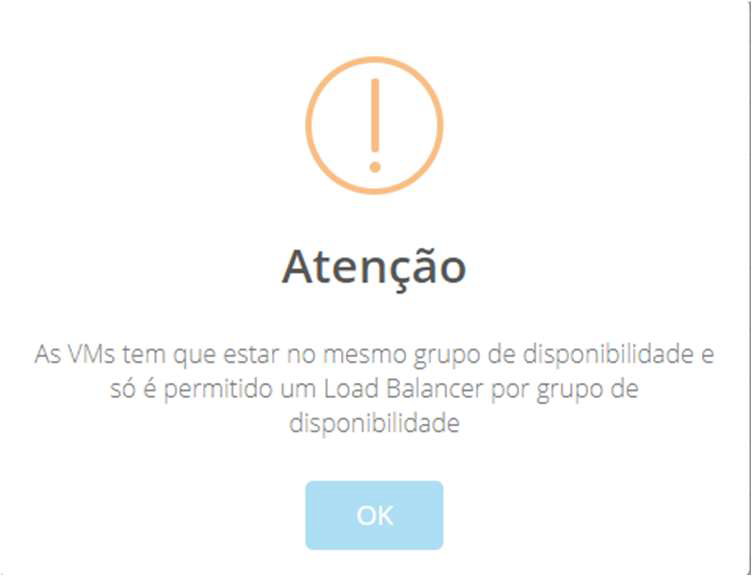 Atenção
As VMs tem que estar no mesmo grupo de disponibilidade e
só é permitido um Load Balancer por grupo de
disponibilidade
OK